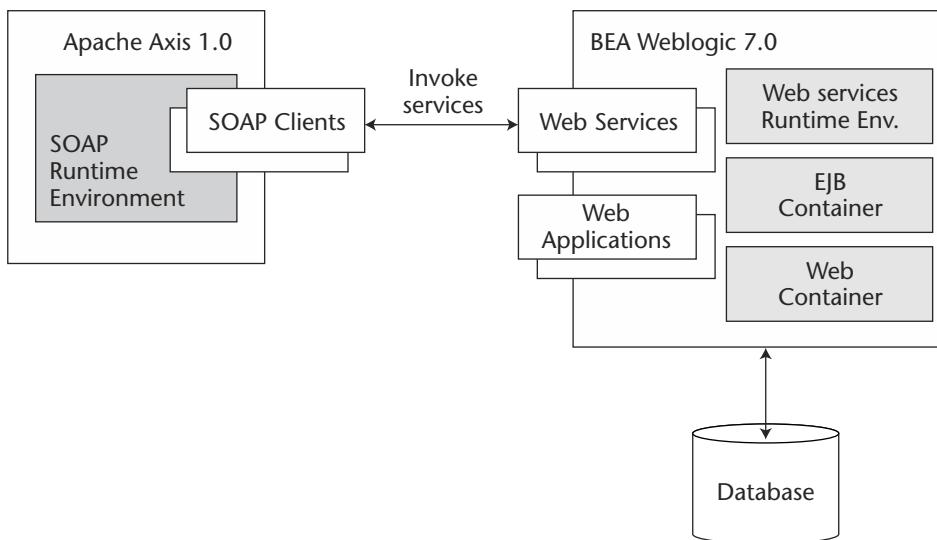 Apache Axis 1.0
SOAP
Runtime
Environment
SOAP Clients
Invoke
services
BEA Weblogic 7.0
Web Services
Web
Applications
Web services
Runtime Env.
EJB
Container
Web
Container
Database